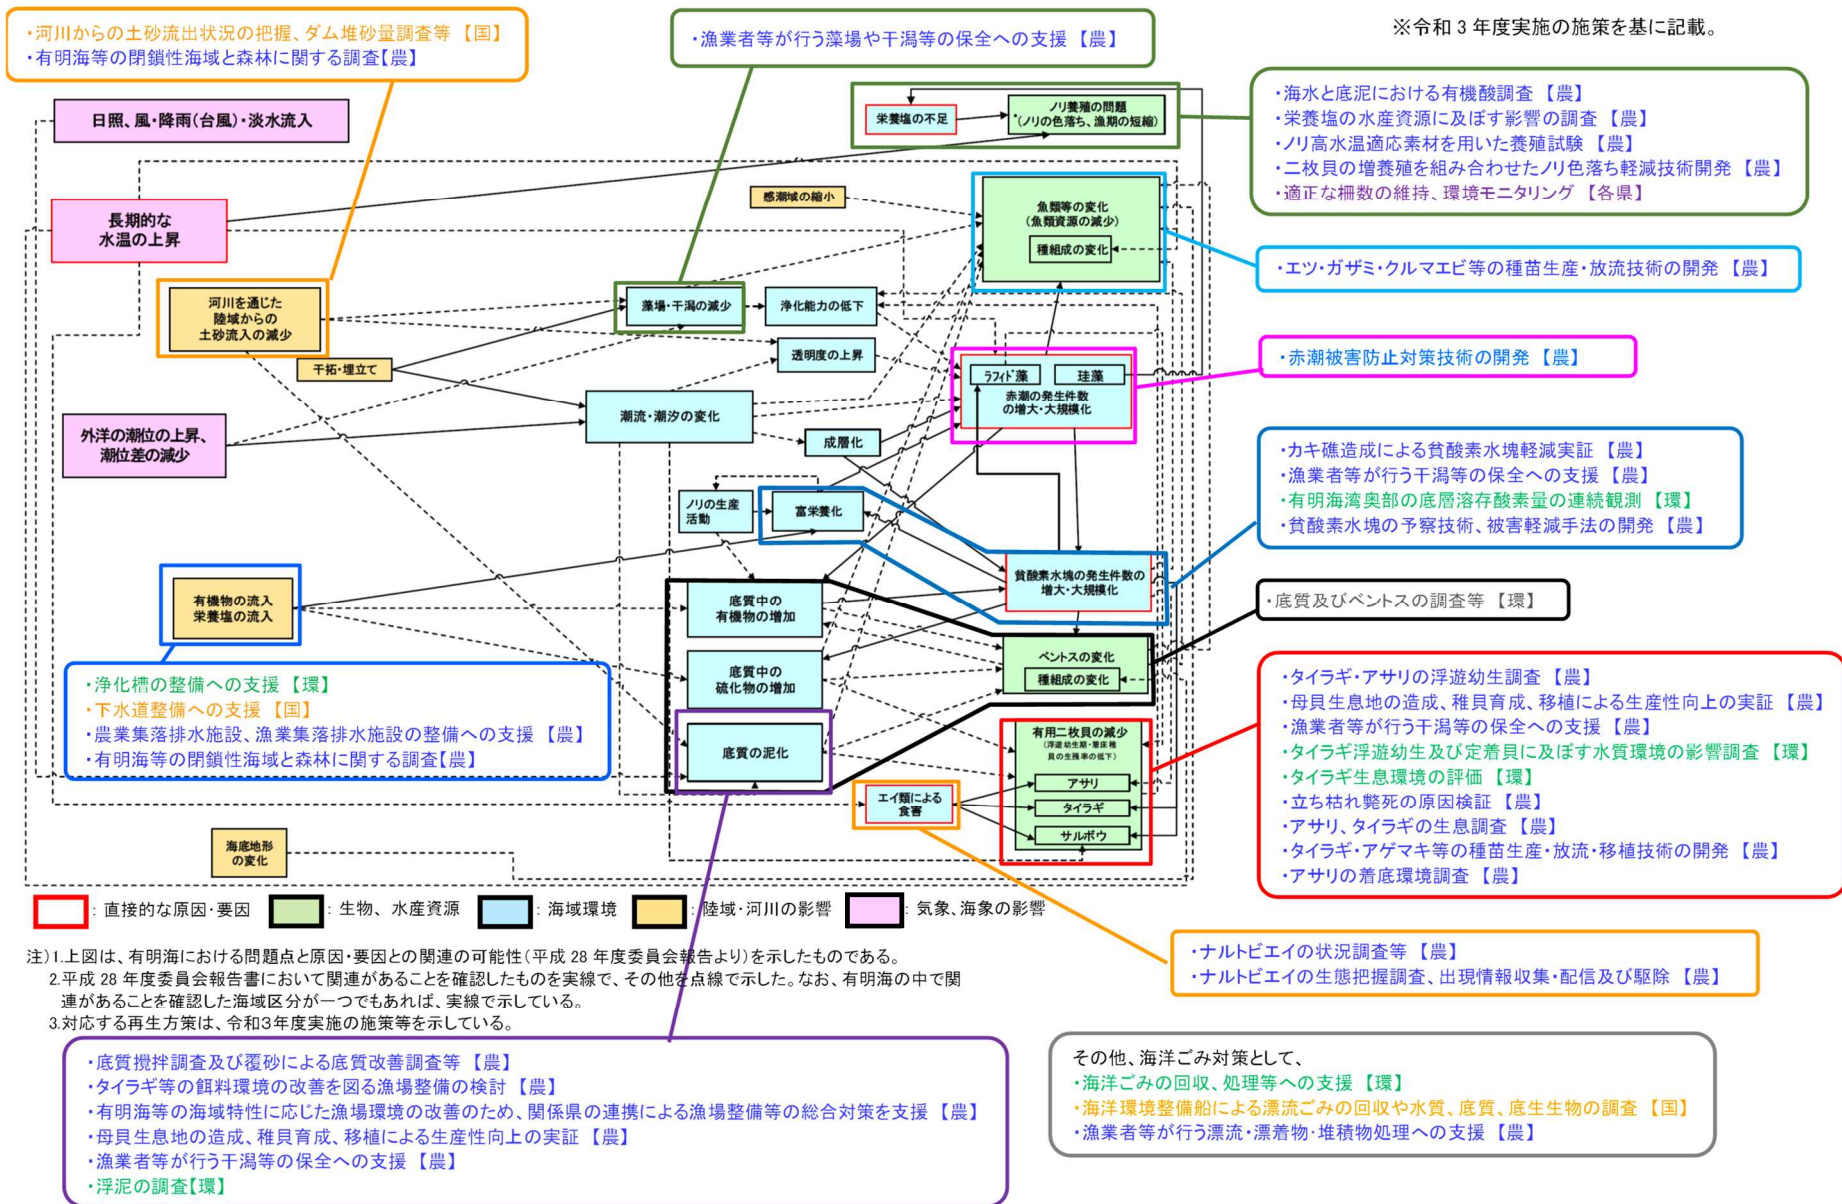 ・河川からの土砂流出状況の把握、ダム堆砂量調査等 【国】
・有明海等の閉鎖性海域と森林に関する調査【農】
・漁業者等が行う藻場や干潟等の保全への支援 【農】
※令和3年度実施の施策を基に記載。
・海水と底泥における有機酸調査 【農】
・栄養塩の水産資源に及ぼす影響の調査 【農】
・ノリ高水温適応素材を用いた養殖試験 【農】
・二枚貝の増養殖を組み合わせたノリ色落ち軽減技術開発 【農】
・適正な柵数の維持、環境モニタリング 【各県】
日照、風・降雨(台風)・淡水流入
栄養塩の不足
ノリ養殖の問題
(ノリの色落ち、漁期の短縮)
長期的な
水温の上昇
感潮域の縮小
魚類等の変化
(魚類資源の減少)
種組成の変化
・エツ・ガザミ・クルマエビ等の種苗生産・放流技術の開発 【農】
河川を通じた
陸域からの
土砂流入の減少
藻場・干潟の減少
浄化能力の低下
透明度の上昇
干拓・埋立て
ラフィド藻
珪藻
赤潮の発生件数
の増大・大規模化
・赤潮被害防止対策技術の開発 【農】
潮流・潮汐の変化
成層化
外洋の潮位の上昇、
潮位差の減少
・カキ礁造成による貧酸素水塊軽減実証 【農】
・漁業者等が行う干潟等の保全への支援 【農】
・有明海湾奥部の底層溶存酸素量の連続観測 【環】
・貧酸素水塊の予察技術、被害軽減手法の開発 【農】
ノリの生産
活動
富栄養化
貧酸素水塊の発生件数の
増大・大規模化
有機物の流入
栄養塩の流入
底質中の
有機物の増加
・底質及びベントスの調査等 【環】
ベントスの変化
種組成の変化
底質中の
硫化物の増加
・浄化槽の整備への支援 【環】
・下水道整備への支援 【国】
・農業集落排水施設、漁業集落排水施設の整備への支援 【農】
・有明海等の閉鎖性海域と森林に関する調査【農】
底質の泥化
有用二枚貝の減少
(浮遊幼生期・着床稚
貝の生残率の低下)
アサリ
タイラギ
サルボウ
エイ類による
食害
・タイラギ・アサリの浮遊幼生調査 【農】
・母貝生息地の造成、稚貝育成、移植による生産性向上の実証 【農】
・漁業者等が行う干潟等の保全への支援 【農】
・タイラギ浮遊幼生及び定着貝に及ぼす水質環境の影響調査 【環】
・タイラギ生息環境の評価 【環】
・立ち枯れ斃死の原因検証 【農】
・アサリ、タイラギの生息調査 【農】
・タイラギ・アゲマキ等の種苗生産・放流・移植技術の開発 【農】
・アサリの着底環境調査 【農】
海底地形
の変化
: 直接的な原因・要因
: 生物、水産資源
: 海域環境
: 陸域・河川の影響
: 気象、海象の影響
注)1.上図は、有明海における問題点と原因・要因との関連の可能性(平成28年度委員会報告より)を示したものである。
2.平成28年度委員会報告書において関連があることを確認したものを実線で、その他を点線で示した。なお、有明海の中で関
連があることを確認した海域区分が一つでもあれば、実線で示している。
3.対応する再生方策は、令和3年度実施の施策等を示している。
・ナルトビエイの状況調査等 【農】
・ナルトビエイの生態把握調査、出現情報収集・配信及び駆除 【農】
・底質攪拌調査及び覆砂による底質改善調査等 【農】
・タイラギ等の餌料環境の改善を図る漁場整備の検討 【農】
・有明海等の海域特性に応じた漁場環境の改善のため、関係県の連携による漁場整備等の総合対策を支援 【農】
・母貝生息地の造成、稚貝育成、移植による生産性向上の実証 【農】
・漁業者等が行う干潟等の保全への支援 【農】
・浮泥の調査【環】
その他、海洋ごみ対策として、
・海洋ごみの回収、処理等への支援 【環】
・海洋環境整備船による漂流ごみの回収や水質、底質、底生生物の調査 【国】
・漁業者等が行う漂流・漂着物・堆積物処理への支援 【農】